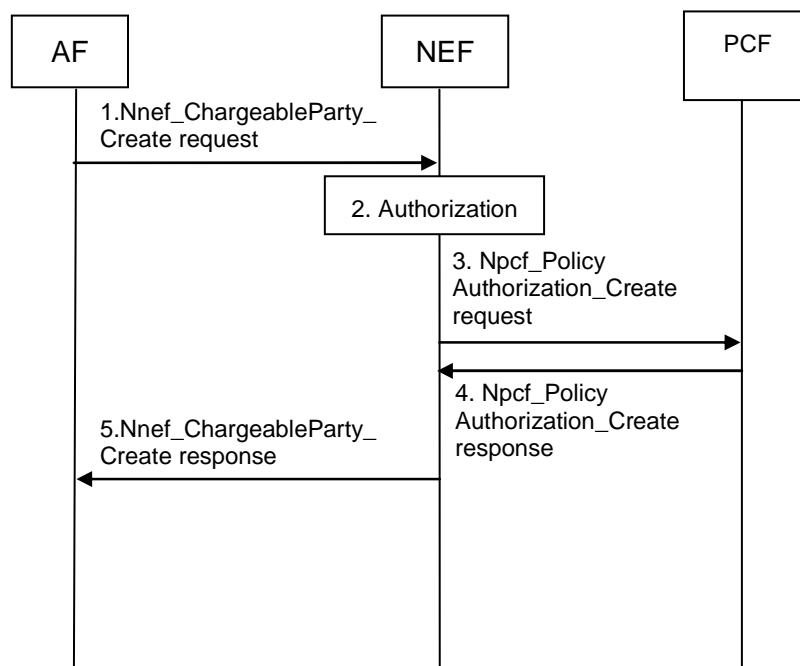 AF
NEF
PCF
1.Nnef_ChargeableParty_
Create request
2. Authorization
3. Npcf_Policy
Authorization_Create
request
4. Npcf_Policy
Authorization_Create
response
5.Nnef_ChargeableParty_
Create response